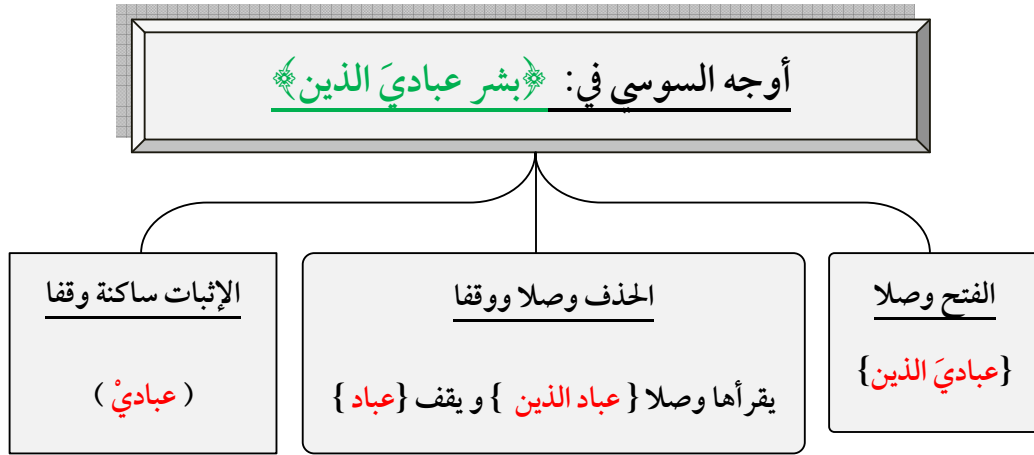 أوجه السوسي في: ﴿بشر عباديَ الذين﴾
الفتح وصلا
{عباديَ الذين}
الحذف وصلا ووقفا
يقرأها وصلا { عباد الذين } و يقف {عباد }
الإثبات ساكنة وقفا
( عباديْ )